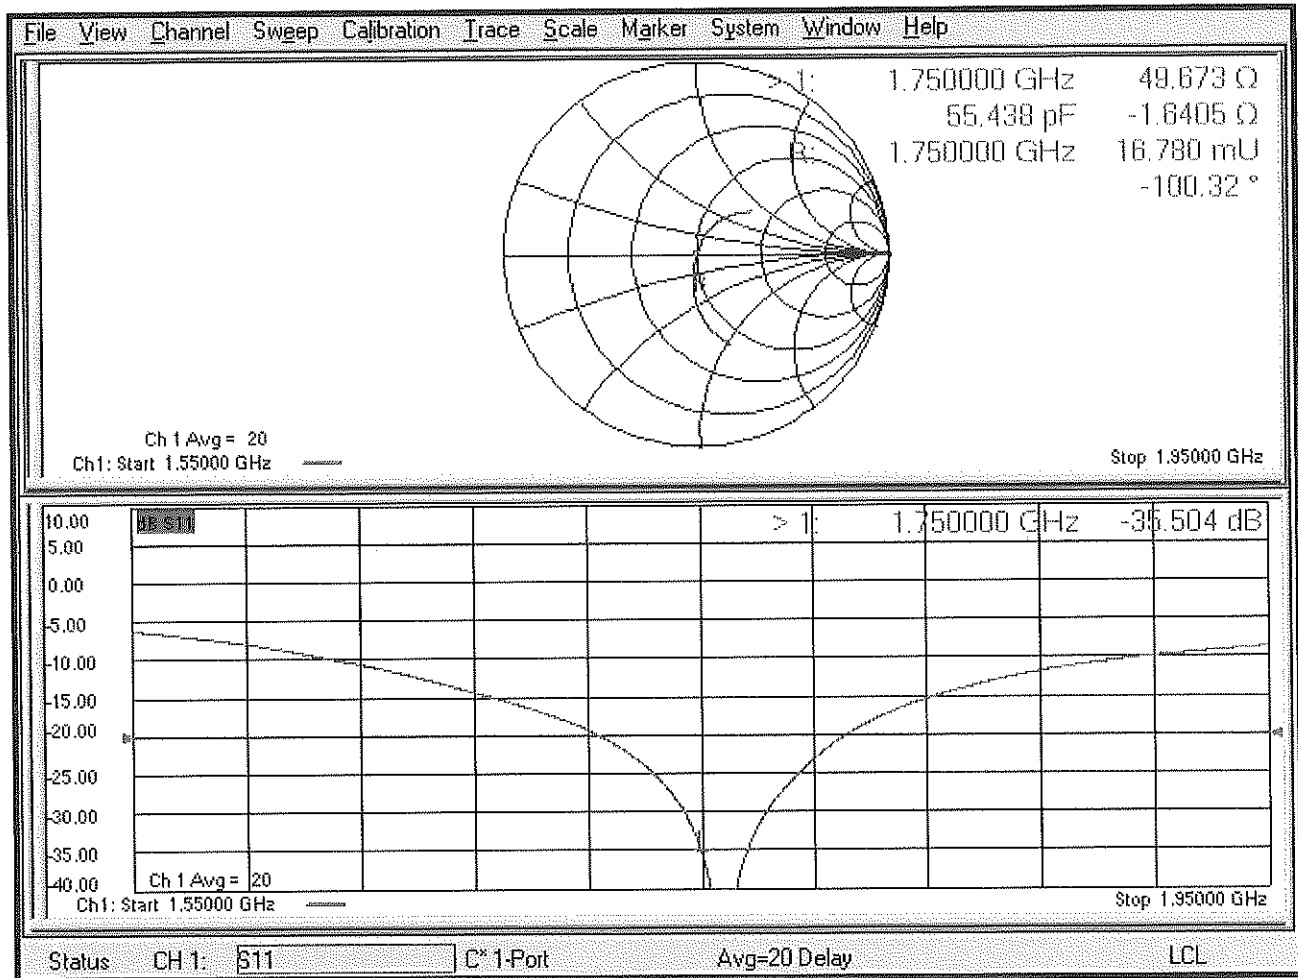 File View Channel Sweep Calibration Trace Scale Marker System Window Help
> 1: 1.750000 GHz 49.673 Ω
55.438 pF -1.6405 Ω
R: 1.750000 GHz 16.780 mU
-100.32 °
Ch 1 Avg = 20
Ch1: Start 1.55000 GHz
Stop 1.95000 GHz
10.00
dB S11
> 1: 1.750000 GHz -35.504 dB
5.00
0.00
-5.00
-10.00
-15.00
-20.00
-25.00
-30.00
-35.00
-40.00
Ch 1 Avg = 20
Ch1: Start 1.55000 GHz
Stop 1.95000 GHz
Status CH 1: S11 C* 1-Port Avg=20 Delay LCL